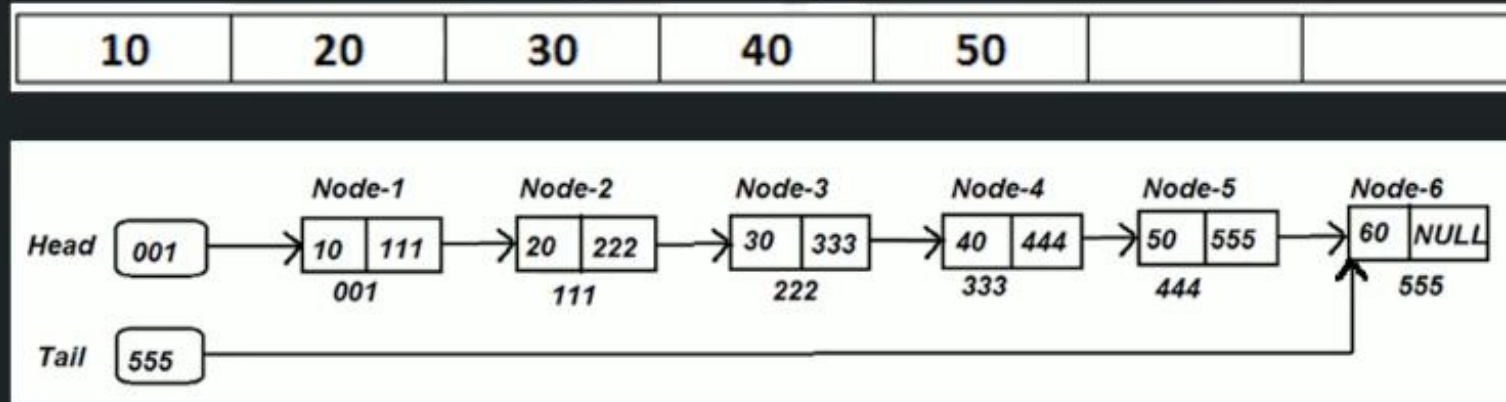 10 20 30 40 50
Node-1 Node-2 Node-3 Node-4 Node-5 Node-6
Head 001 10 111 20 222 30 333 40 444 50 555 60 NULL
001 111 222 333 444 555
Tail 555